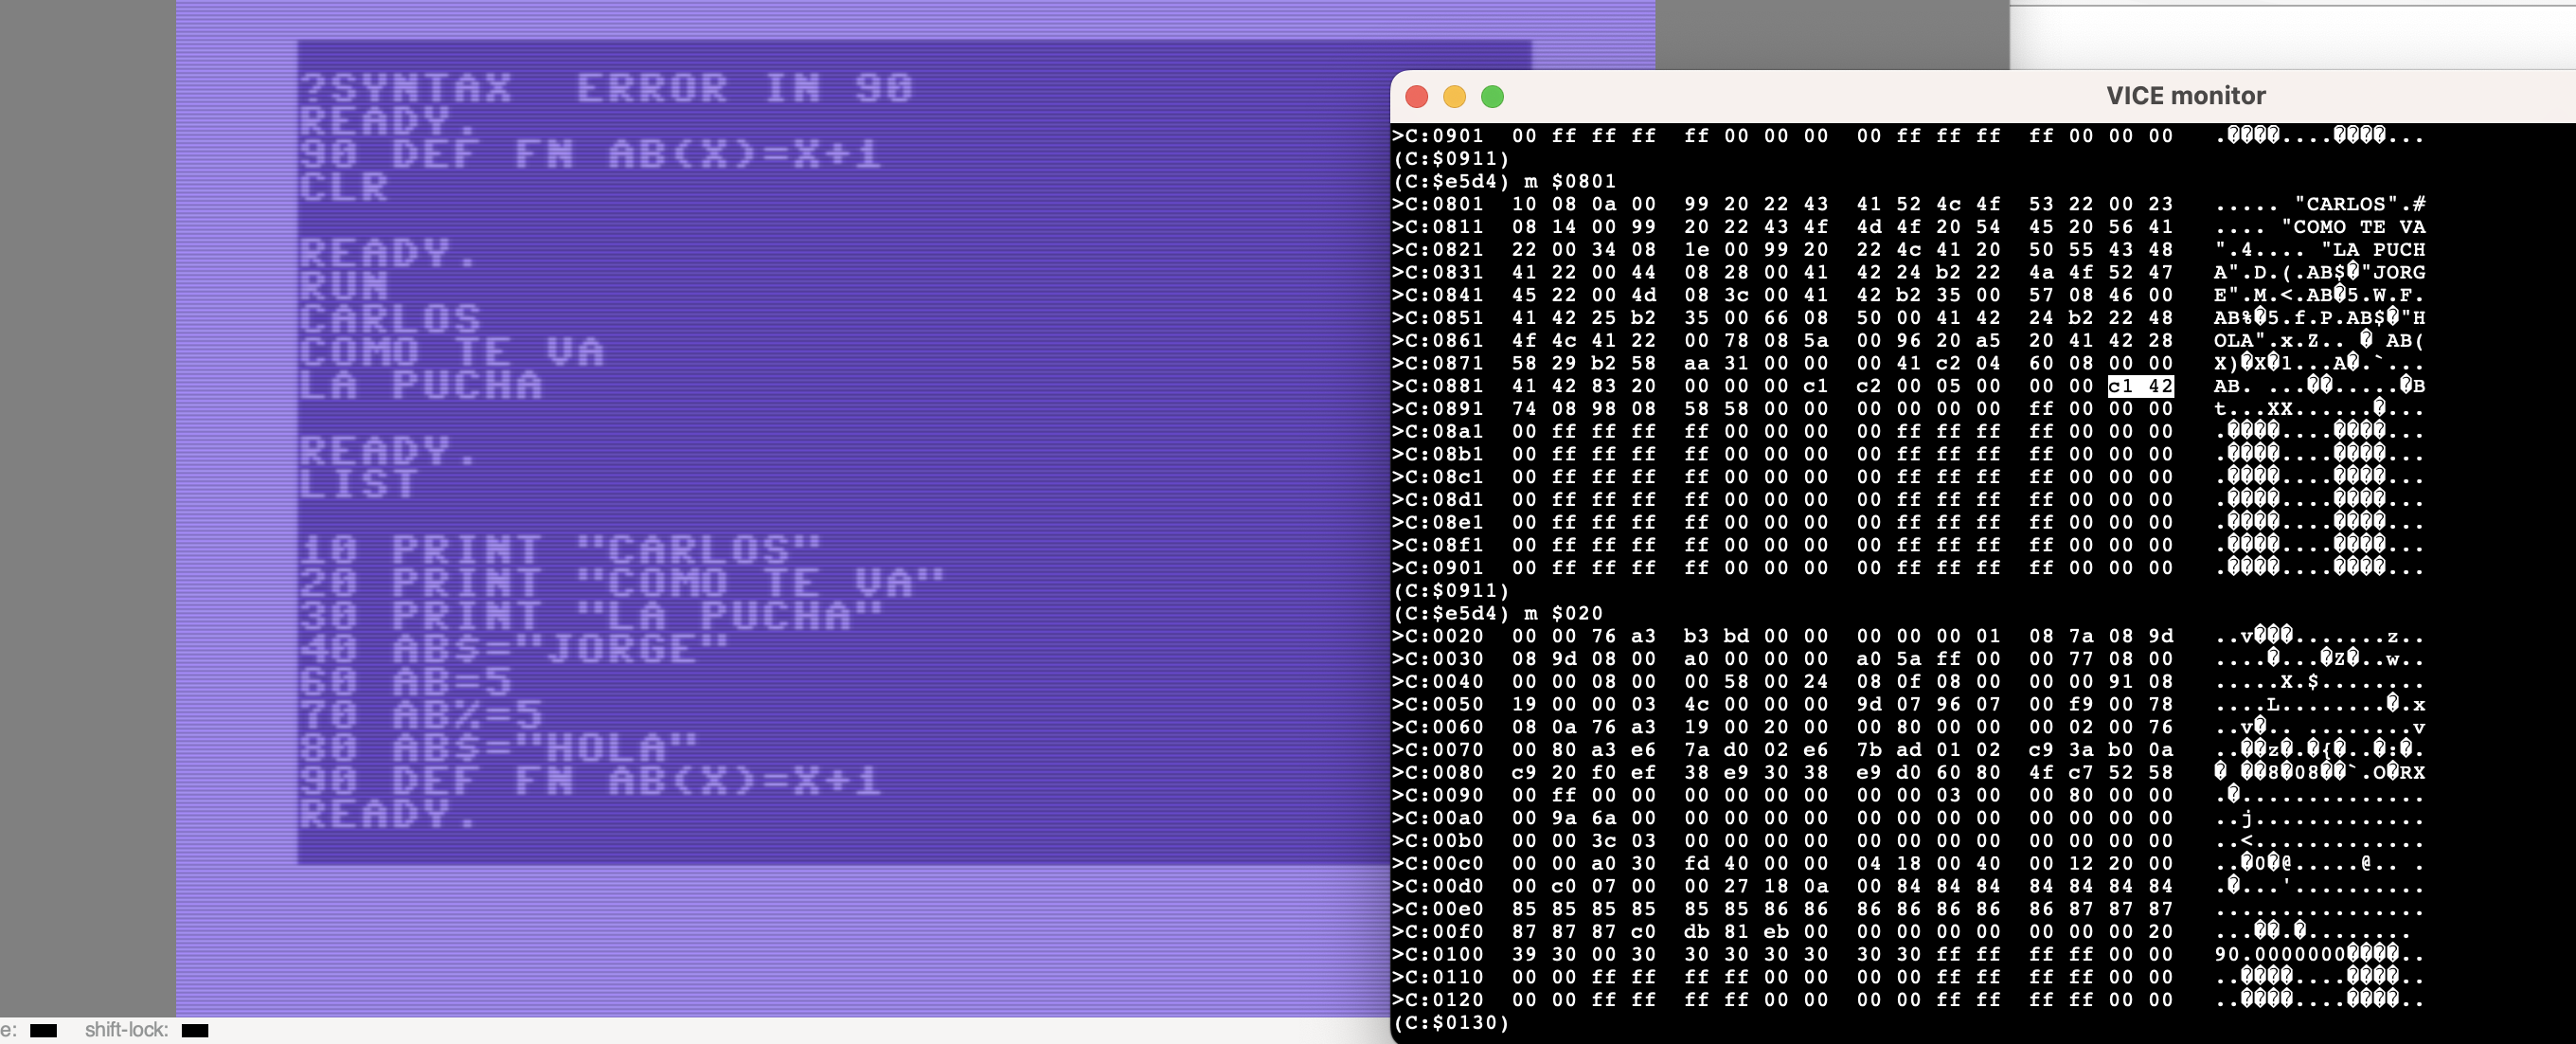 ?SYNTAX  ERROR IN 90
READY.
90 DEF FN AB(X)=X+1
CLR
READY.
RUN
CARLOS
COMO TE VA
LA PUCHA
READY.
LIST
10 PRINT "CARLOS"
20 PRINT "COMO TE VA"
30 PRINT "LA PUCHA"
40 AB$="JORGE"
60 AB=5
70 AB%=5
80 AB$="HOLA"
90 DEF FN AB(X)=X+1
READY.
e:
shift-lock:
VICE monitor
>C:0901  00 ff ff ff  ff 00 00 00  00 ff ff ff  ff 00 00 00   .����....����...
(C:$0911)
(C:$e5d4) m $0801
>C:0801  10 08 0a 00  99 20 22 43  41 52 4c 4f  53 22 00 23   ..... "CARLOS".#
>C:0811  08 14 00 99  20 22 43 4f  4d 4f 20 54  45 20 56 41   .... "COMO TE VA
>C:0821  22 00 34 08  1e 00 99 20  22 4c 41 20  50 55 43 48   ".4.... "LA PUCH
>C:0831  41 22 00 44  08 28 00 41  42 24 b2 22  4a 4f 52 47   A".D.(.AB$�"JORG
>C:0841  45 22 00 4d  08 3c 00 41  42 b2 35 00  57 08 46 00   E".M.<.AB�5.W.F.
>C:0851  41 42 25 b2  35 00 66 08  50 00 41 42  24 b2 22 48   AB%�5.f.P.AB$�"H
>C:0861  4f 4c 41 22  00 78 08 5a  00 96 20 a5  20 41 42 28   OLA".x.Z.. � AB(
>C:0871  58 29 b2 58  aa 31 00 00  00 41 c2 04  60 08 00 00   X)�X�1...A�.`...
>C:0881  41 42 83 20  00 00 00 c1  c2 00 05 00  00 00 c1 42   AB. ...��.....�B
>C:0891  74 08 98 08  58 58 00 00  00 00 00 00  ff 00 00 00   t...XX......�...
>C:08a1  00 ff ff ff  ff 00 00 00  00 ff ff ff  ff 00 00 00   .����....����...
>C:08b1  00 ff ff ff  ff 00 00 00  00 ff ff ff  ff 00 00 00   .����....����...
>C:08c1  00 ff ff ff  ff 00 00 00  00 ff ff ff  ff 00 00 00   .����....����...
>C:08d1  00 ff ff ff  ff 00 00 00  00 ff ff ff  ff 00 00 00   .����....����...
>C:08e1  00 ff ff ff  ff 00 00 00  00 ff ff ff  ff 00 00 00   .����....����...
>C:08f1  00 ff ff ff  ff 00 00 00  00 ff ff ff  ff 00 00 00   .����....����...
>C:0901  00 ff ff ff  ff 00 00 00  00 ff ff ff  ff 00 00 00   .����....����...
(C:$0911)
(C:$e5d4) m $020
>C:0020  00 00 76 a3  b3 bd 00 00  00 00 00 01  08 7a 08 9d   ..v���.......z..
>C:0030  08 9d 08 00  a0 00 00 00  a0 5a ff 00  00 77 08 00   ....�...�Z�..w..
>C:0040  00 00 08 00  00 58 00 24  08 0f 08 00  00 00 91 08   .....X.$........
>C:0050  19 00 00 03  4c 00 00 00  9d 07 96 07  00 f9 00 78   ....L........�.x
>C:0060  08 0a 76 a3  19 00 20 00  00 80 00 00  00 02 00 76   ..v�.. ........v
>C:0070  00 80 a3 e6  7a d0 02 e6  7b ad 01 02  c9 3a b0 0a   ..��z�.�{�..�:�.
>C:0080  c9 20 f0 ef  38 e9 30 38  e9 d0 60 80  4f c7 52 58   � ��8�08��`.O�RX
>C:0090  00 ff 00 00  00 00 00 00  00 00 03 00  00 80 00 00   .�..............
>C:00a0  00 9a 6a 00  00 00 00 00  00 00 00 00  00 00 00 00   ..j.............
>C:00b0  00 00 3c 03  00 00 00 00  00 00 00 00  00 00 00 00   ..<.............
>C:00c0  00 00 a0 30  fd 40 00 00  04 18 00 40  00 12 20 00   ..�0�@.....@.. .
>C:00d0  00 c0 07 00  00 27 18 0a  00 84 84 84  84 84 84 84   .�...'..........
>C:00e0  85 85 85 85  85 85 86 86  86 86 86 86  86 87 87 87   ................
>C:00f0  87 87 87 c0  db 81 eb 00  00 00 00 00  00 00 00 20   ...��.�........
>C:0100  39 30 00 30  30 30 30 30  30 30 ff ff  ff ff 00 00   90.0000000����..
>C:0110  00 00 ff ff  ff ff 00 00  00 00 ff ff  ff ff 00 00   ..����....����..
>C:0120  00 00 ff ff  ff ff 00 00  00 00 ff ff  ff ff 00 00   ..����....����..
(C:$0130)